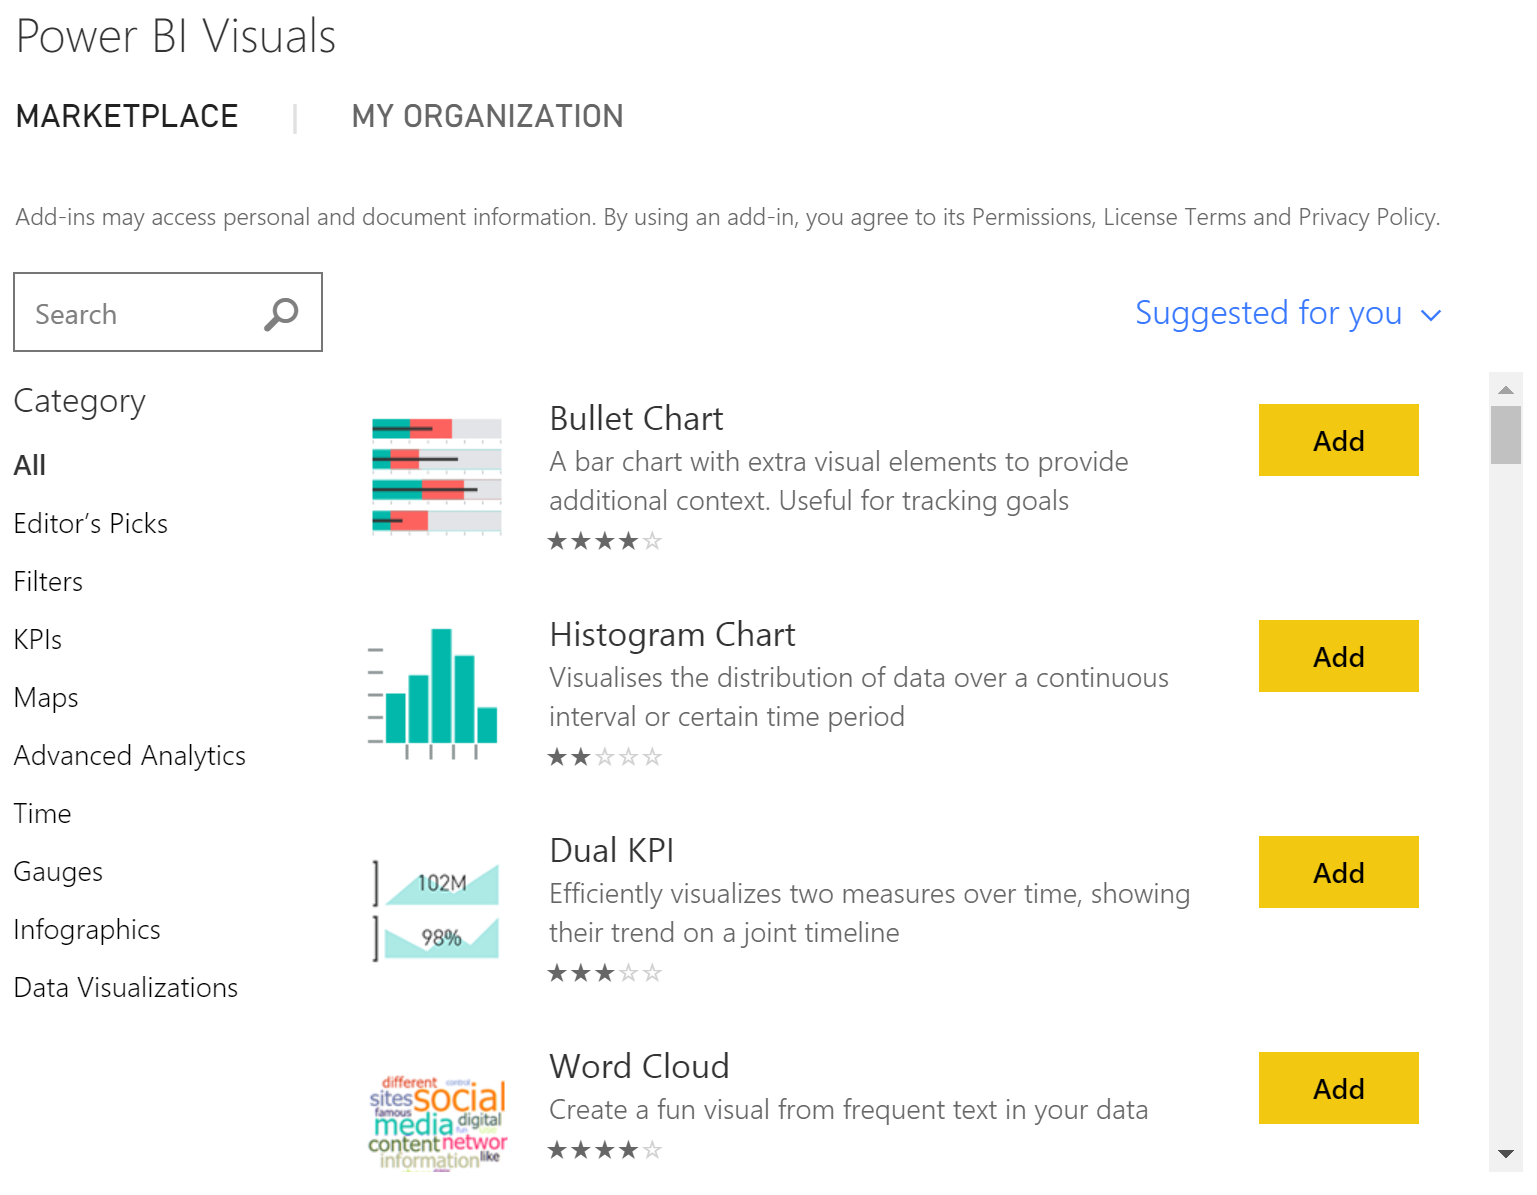 Power BI Visuals
MARKETPLACE | MY ORGANIZATION
Add-ins may access personal and document information. By using an add-in, you agree to its Permissions, License Terms and Privacy Policy.
Search
Suggested for you
Category
All
Editor’s Picks
Filters
KPIs
Maps
Advanced Analytics
Time
Gauges
Infographics
Data Visualizations
Bullet Chart
A bar chart with extra visual elements to provide
additional context. Useful for tracking goals
Add
Histogram Chart
Visualises the distribution of data over a continuous
interval or certain time period
Add
102M
98%
Dual KPI
Efficiently visualizes two measures over time, showing
their trend on a joint timeline
Add
different control
sites social
famous
media digital
fun
content networ
information like
Word Cloud
Create a fun visual from frequent text in your data
Add